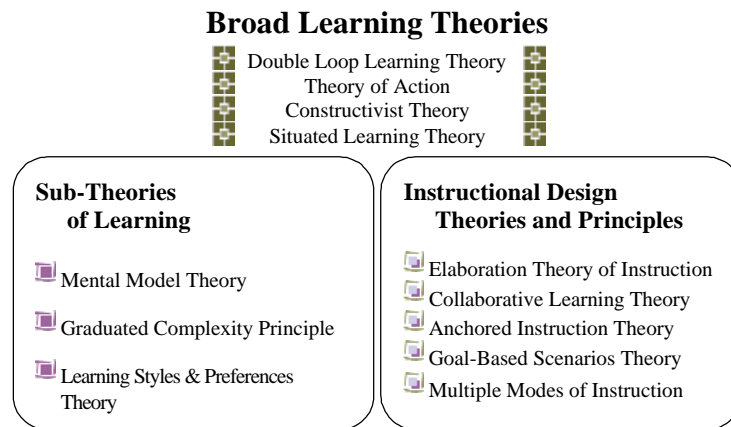 Broad Learning Theories
Double Loop Learning Theory
Theory of Action
Constructivist Theory
Situated Learning Theory
Sub-Theories
of Learning
Mental Model Theory
Graduated Complexity Principle
Learning Styles & Preferences
Theory
Instructional Design
Theories and Principles
Elaboration Theory of Instruction
Collaborative Learning Theory
Anchored Instruction Theory
Goal-Based Scenarios Theory
Multiple Modes of Instruction